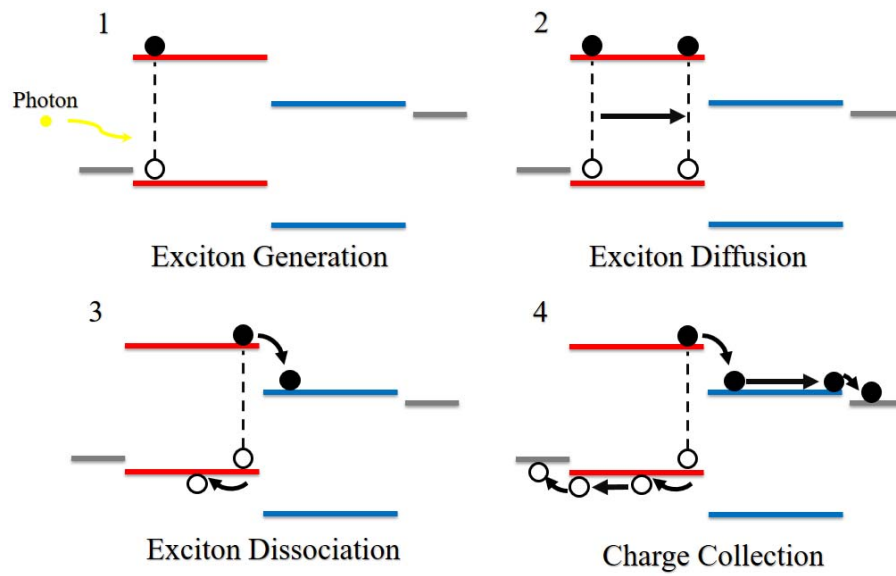 1
Photon
Exciton Generation
2
Exciton Diffusion
3
Exciton Dissociation
4
Charge Collection